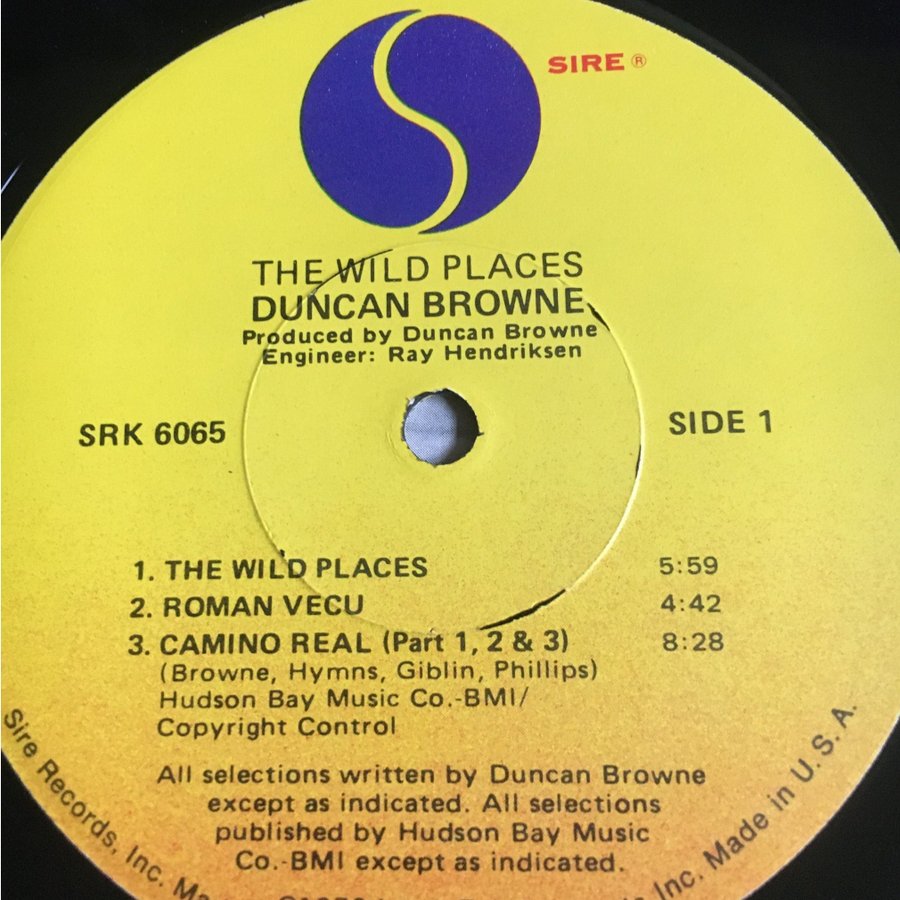 SIRE ®
THE WILD PLACES
DUNCAN BROWNE
Produced by Duncan Browne
Engineer: Ray Hendriksen
SRK 6065
SIDE 1
1. THE WILD PLACES 5:59
2. ROMAN VECU 4:42
3. CAMINO REAL (Part 1, 2 & 3) 8:28
(Browne, Hymns, Giblin, Phillips)
Hudson Bay Music Co.-BMI/
Copyright Control
All selections written by Duncan Browne
except as indicated. All selections
published by Hudson Bay Music
Co.-BMI except as indicated.
Sire Records, Inc.
Inc. Made in U. S. A.